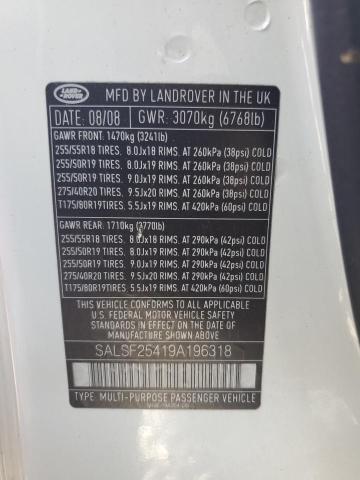 LAND ROVER
MFD BY LANDROVER IN THE UK
DATE: 08/08 GWR: 3070kg (6768lb)
GAWR FRONT: 1470kg (3241lb)
255/55R18 TIRES, 8.0Jx18 RIMS, AT 260kPa (38psi) COLD
255/50R19 TIRES, 8.0Jx19 RIMS, AT 260kPa (38psi) COLD
255/50R19 TIRES, 9.0Jx19 RIMS, AT 260kPa (38psi) COLD
275/40R20 TIRES, 9.5Jx20 RIMS, AT 260kPa (38psi) COLD
T175/80R19 TIRES, 5.5Jx19 RIMS, AT 420kPa (60psi) COLD
GAWR REAR: 1710kg (3770lb)
255/55R18 TIRES, 8.0Jx18 RIMS, AT 290kPa (42psi) COLD
255/50R19 TIRES, 8.0Jx19 RIMS, AT 290kPa (42psi) COLD
255/50R19 TIRES, 9.0Jx19 RIMS, AT 290kPa (42psi) COLD
275/40R20 TIRES, 9.5Jx20 RIMS, AT 290kPa (42psi) COLD
T175/80R19TIRES, 5.5Jx19 RIMS, AT 420kPa (60psi) COLD
THIS VEHICLE CONFORMS TO ALL APPLICABLE
U.S. FEDERAL MOTOR VEHICLE SAFETY STANDARDS
IN EFFECT ON THE DATE OF MANUFACTURE
SHOWN ABOVE
SALSF25419A196318
TYPE: MULTI-PURPOSE PASSENGER VEHICLE